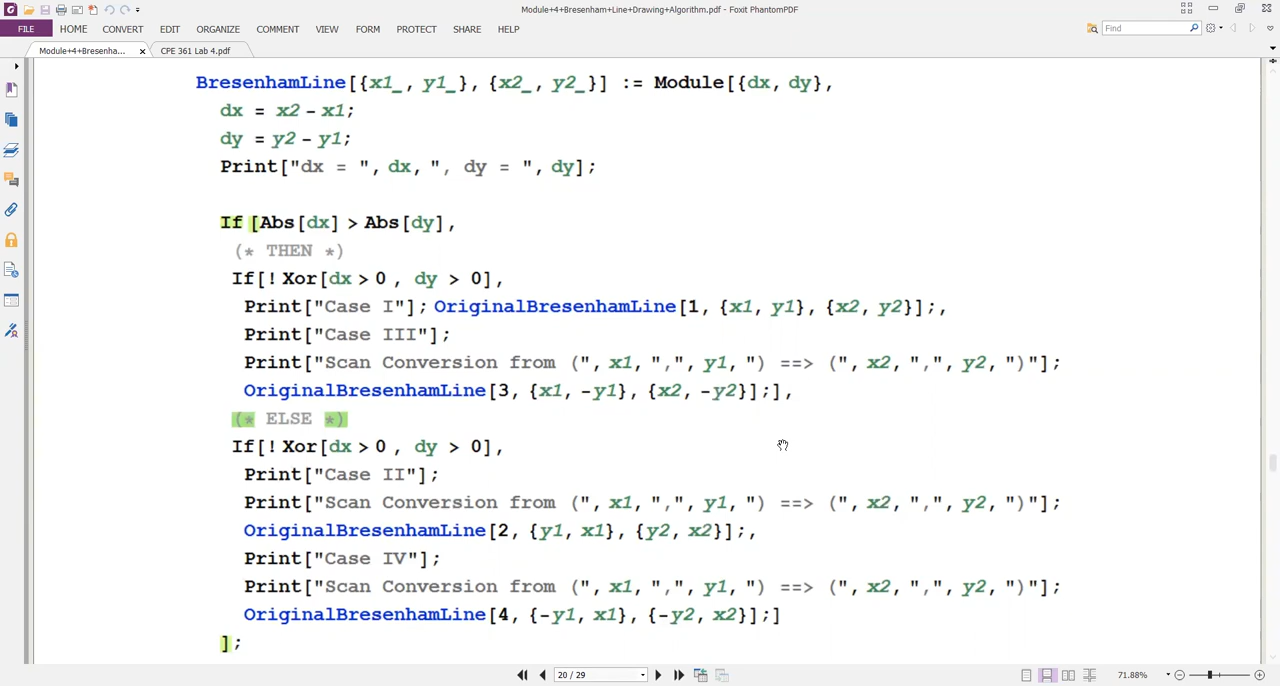 Module+4+Bresenham+Line+Drawing+Algorithm.pdf - Foxit PhantomPDF
FILE HOME CONVERT EDIT ORGANIZE COMMENT VIEW FORM PROTECT SHARE HELP Find
Module+4+Bresenha... x CPE 361 Lab 4.pdf
BresenhamLine[{x1_, y1_}, {x2_, y2_}] := Module[{dx, dy},
dx = x2 - x1;
dy = y2 - y1;
Print["dx = ", dx, ", dy = ", dy];
If [Abs[dx] > Abs[dy],
(* THEN *)
If[! Xor[dx > 0 , dy > 0],
Print["Case I"]; OriginalBresenhamLine[1, {x1, y1}, {x2, y2}];,
Print["Case III"];
Print["Scan Conversion from (", x1, ",", y1, ") ==> (", x2, ",", y2, ")"];
OriginalBresenhamLine[3, {x1, -y1}, {x2, -y2}];],
(* ELSE *)
If[! Xor[dx > 0 , dy > 0],
Print["Case II"];
Print["Scan Conversion from (", x1, ",", y1, ") ==> (", x2, ",", y2, ")"];
OriginalBresenhamLine[2, {y1, x1}, {y2, x2}];,
Print["Case IV"];
Print["Scan Conversion from (", x1, ",", y1, ") ==> (", x2, ",", y2, ")"];
OriginalBresenhamLine[4, {-y1, x1}, {-y2, x2}];]
];
20 / 29 71.88%